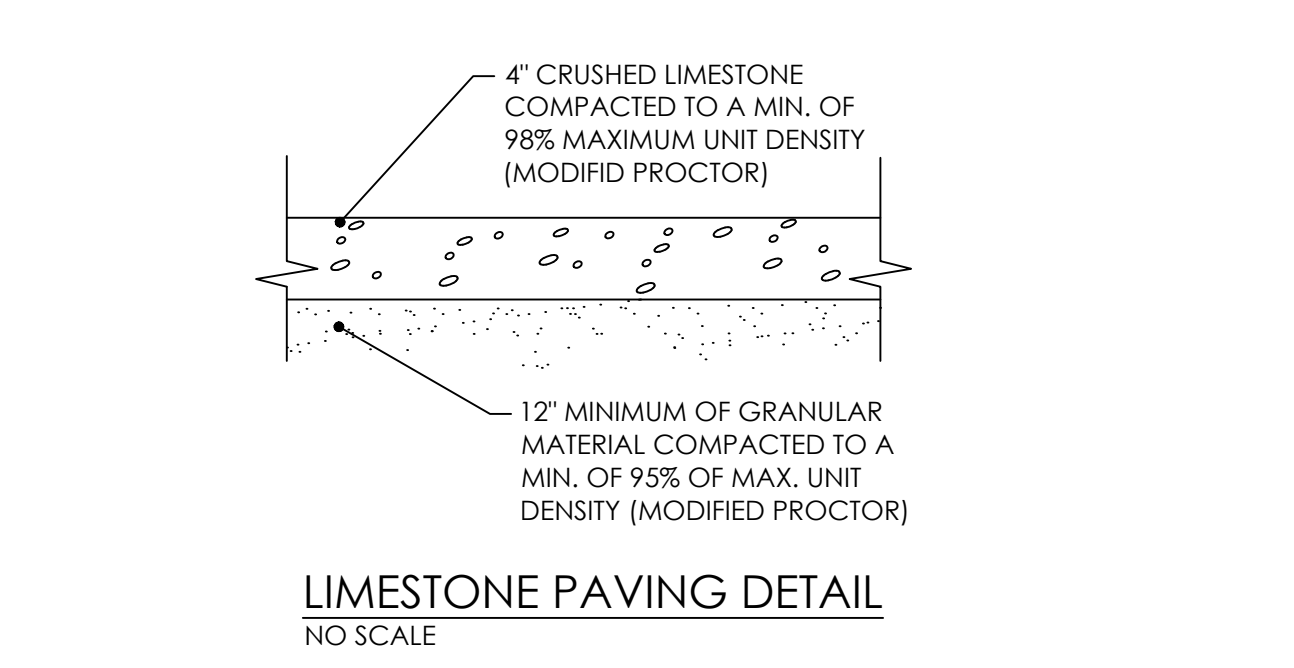 4" CRUSHED LIMESTONE
COMPACTED TO A MIN. OF
98% MAXIMUM UNIT DENSITY
(MODIFID PROCTOR)
12" MINIMUM OF GRANULAR
MATERIAL COMPACTED TO A
MIN. OF 95% OF MAX. UNIT
DENSITY (MODIFIED PROCTOR)
LIMESTONE PAVING DETAIL
NO SCALE